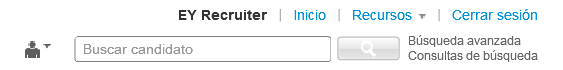 EY Recruiter | Inicio | Recursos | Cerrar sesión
Buscar candidato
Búsqueda avanzada
Consultas de búsqueda